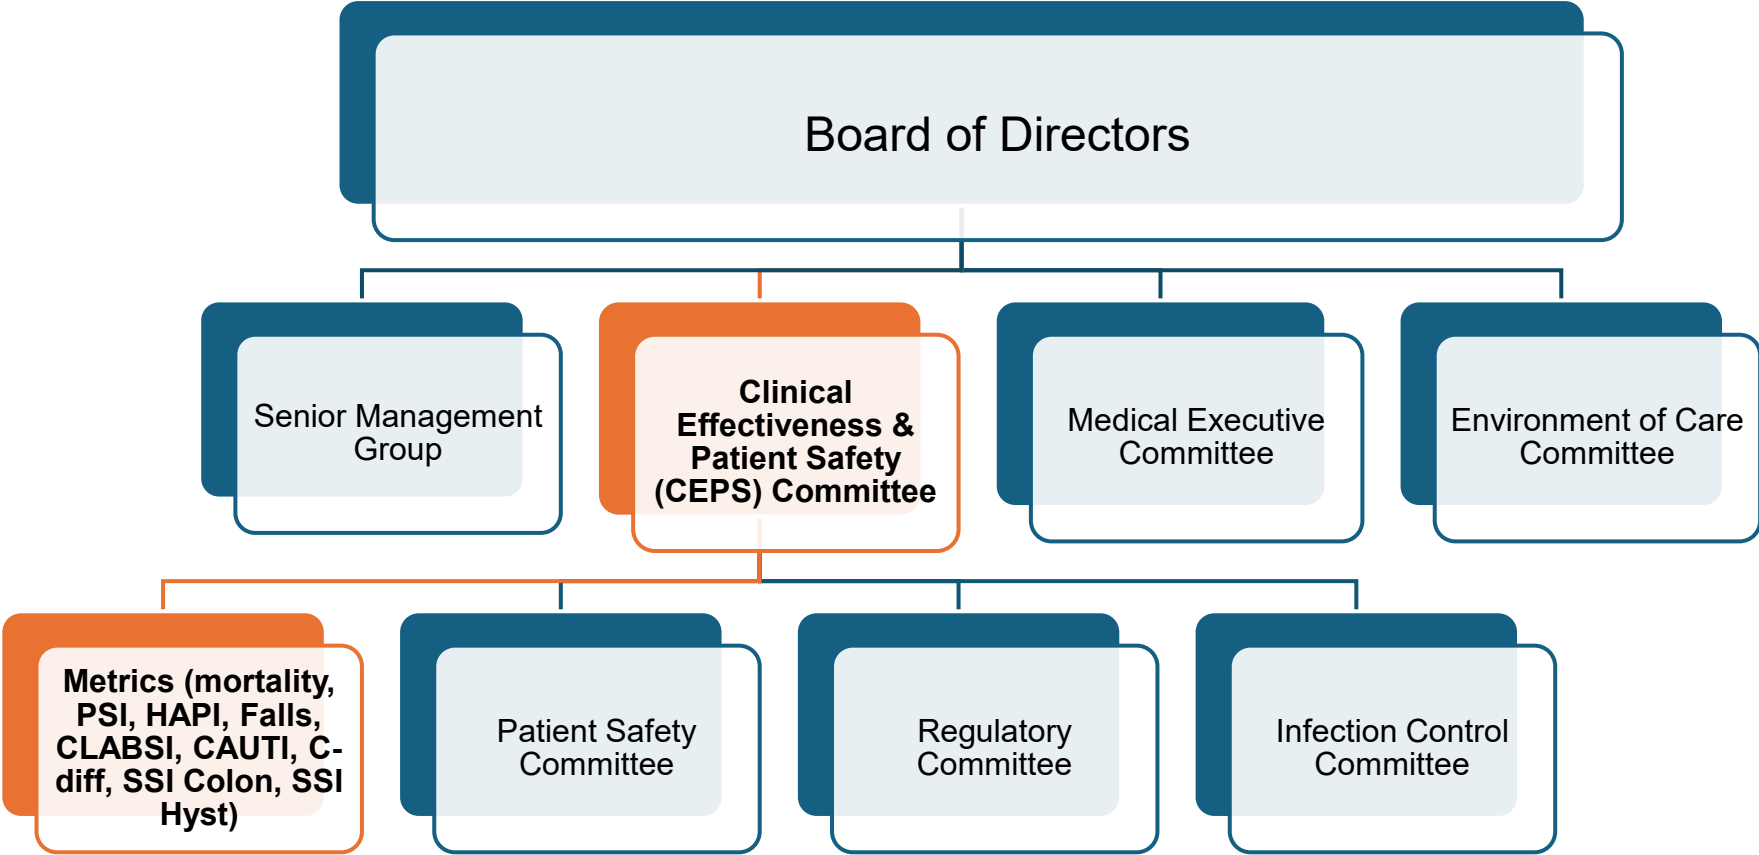 Board of Directors
Senior Management
Group
Clinical
Effectiveness &
Patient Safety
(CEPS) Committee
Medical Executive
Committee
Environment of Care
Committee
Metrics (mortality,
PSI, HAPI, Falls,
CLABSI, CAUTI, C-
diff, SSI Colon, SSI
Hyst)
Patient Safety
Committee
Regulatory
Committee
Infection Control
Committee